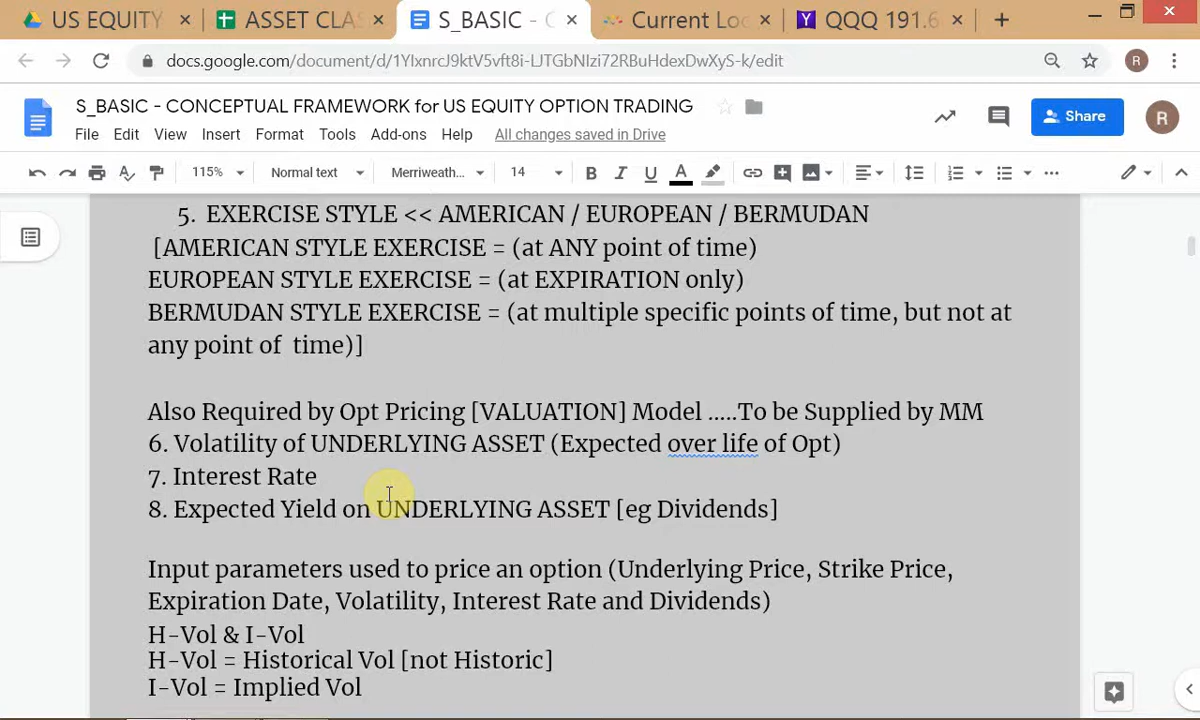 US EQUITY
ASSET CLA
S_BASIC - C
Current Loc
QQQ 191.6
docs.google.com/document/d/1YIxnrcJ9ktV5vft8i-LJTGbNIzi72RBuHdexDwXyS-k/edit
R
S_BASIC - CONCEPTUAL FRAMEWORK for US EQUITY OPTION TRADING
File Edit View Insert Format Tools Add-ons Help All changes saved in Drive
Share
R
115% Normal text Merriweath... 14 B I U A
5. EXERCISE STYLE << AMERICAN / EUROPEAN / BERMUDAN
[AMERICAN STYLE EXERCISE = (at ANY point of time)
EUROPEAN STYLE EXERCISE = (at EXPIRATION only)
BERMUDAN STYLE EXERCISE = (at multiple specific points of time, but not at
any point of time)]
Also Required by Opt Pricing [VALUATION] Model .....To be Supplied by MM
6. Volatility of UNDERLYING ASSET (Expected over life of Opt)
7. Interest Rate
8. Expected Yield on UNDERLYING ASSET [eg Dividends]
Input parameters used to price an option (Underlying Price, Strike Price,
Expiration Date, Volatility, Interest Rate and Dividends)
H-Vol & I-Vol
H-Vol = Historical Vol [not Historic]
I-Vol = Implied Vol